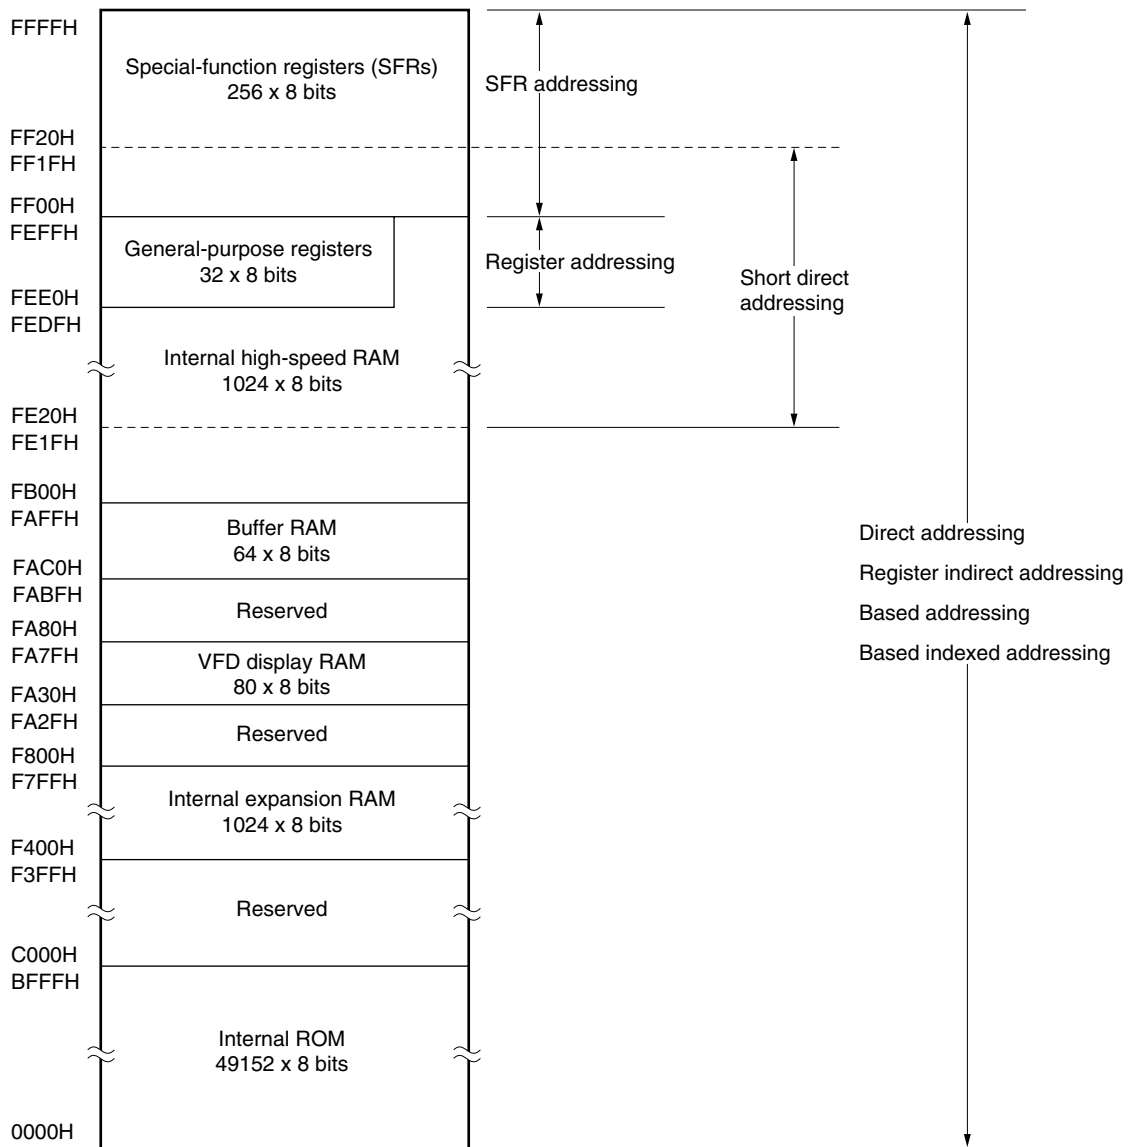 FFFFH
Special-function registers (SFRs)
256 x 8 bits
SFR addressing
FF20H
FF1FH
FF00H
FEFFH
General-purpose registers
32 x 8 bits
Register addressing
Short direct
addressing
FEE0H
FEDFH
Internal high-speed RAM
1024 x 8 bits
FE20H
FE1FH
FB00H
FAFFH
Buffer RAM
64 x 8 bits
Direct addressing
Register indirect addressing
Based addressing
Based indexed addressing
FAC0H
FABFH
Reserved
FA80H
FA7FH
VFD display RAM
80 x 8 bits
FA30H
FA2FH
Reserved
F800H
F7FFH
Internal expansion RAM
1024 x 8 bits
F400H
F3FFH
Reserved
C000H
BFFFH
Internal ROM
49152 x 8 bits
0000H